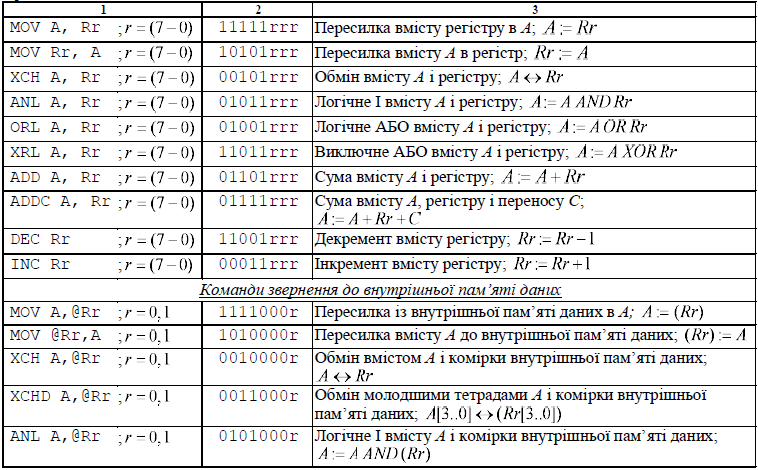 1 2 3
MOV A, Rr ; r = (7 − 0) 11111rrr Пересилка вмісту регістру в A; A := Rr
MOV Rr, A ; r = (7 − 0) 10101rrr Пересилка вмісту A в регістр; Rr := A
XCH A, Rr ; r = (7 − 0) 00101rrr Обмін вмісту A і регістру; A ↔ Rr
ANL A, Rr ; r = (7 − 0) 01011rrr Логічне І вмісту A і регістру; A := A AND Rr
ORL A, Rr ; r = (7 − 0) 01001rrr Логічне АБО вмісту A і регістру; A := A OR Rr
XRL A, Rr ; r = (7 − 0) 11011rrr Виключне АБО вмісту A і регістру; A := A XOR Rr
ADD A, Rr ; r = (7 − 0) 01101rrr Сума вмісту A і регістру; A := A + Rr
ADDC A, Rr ; r = (7 − 0) 01111rrr Сума вмісту A, регістру і переносу C;
A := A + Rr + C
DEC Rr ; r = (7 − 0) 11001rrr Декремент вмісту регістру; Rr := Rr − 1
INC Rr ; r = (7 − 0) 00011rrr Інкремент вмісту регістру; Rr := Rr + 1
Команди звернення до внутрішньої пам’яті даних
MOV A,@Rr ; r = 0,1 1111000r Пересилка із внутрішньої пам’яті даних в A; A := (Rr)
MOV @Rr,A ; r = 0,1 1010000r Пересилка вмісту A до внутрішньої пам’яті даних; (Rr) := A
XCH A,@Rr ; r = 0,1 0010000r Обмін вмістом A і комірки внутрішньої пам’яті даних;
A ↔ Rr
XCHD A,@Rr ; r = 0,1 0011000r Обмін молодшими тетрадами A і комірки внутрішньої
пам’яті даних; A[3..0] ↔ (Rr[3..0])
ANL A,@Rr ; r = 0,1 0101000r Логічне І вмісту A і комірки внутрішньої пам’яті даних;
A := A AND (Rr)